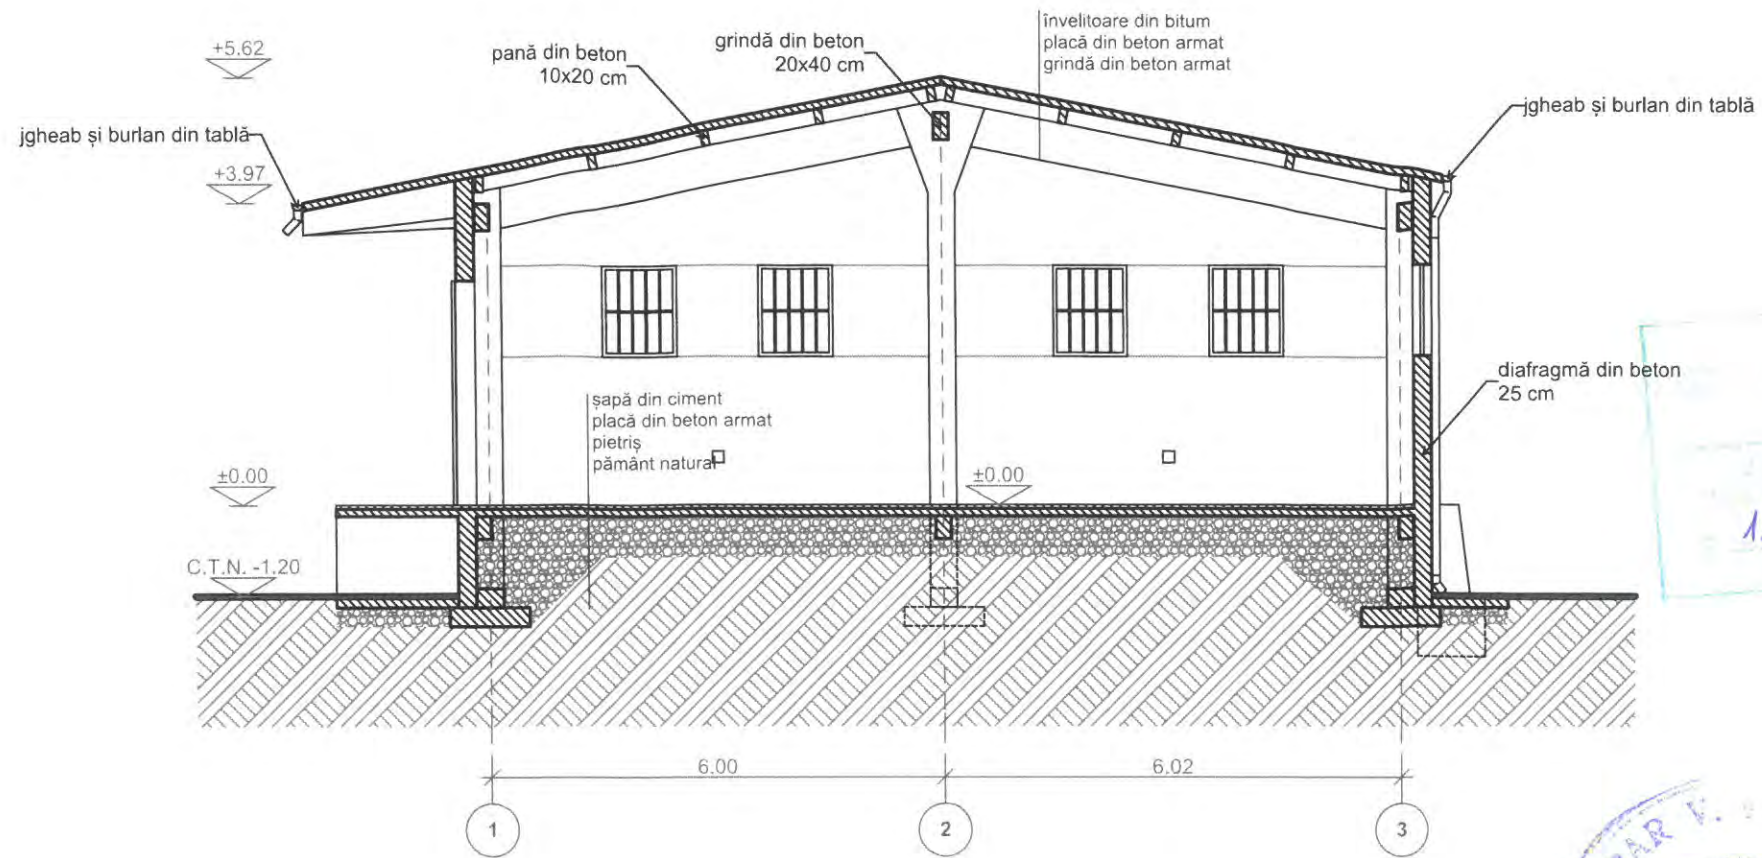 +5.62
pană din beton
10x20 cm
grindă din beton
20x40 cm
învelitoare din bitum
placă din beton armat
grindă din beton armat
jgheab și burlan din tablă
jgheab și burlan din tablă
+3.97
diafragmă din beton
25 cm
șapă din ciment
placă din beton armat
pietriș
pământ natural
±0.00
±0.00
C.T.N. -1.20
6.00
6.02
1
2
3